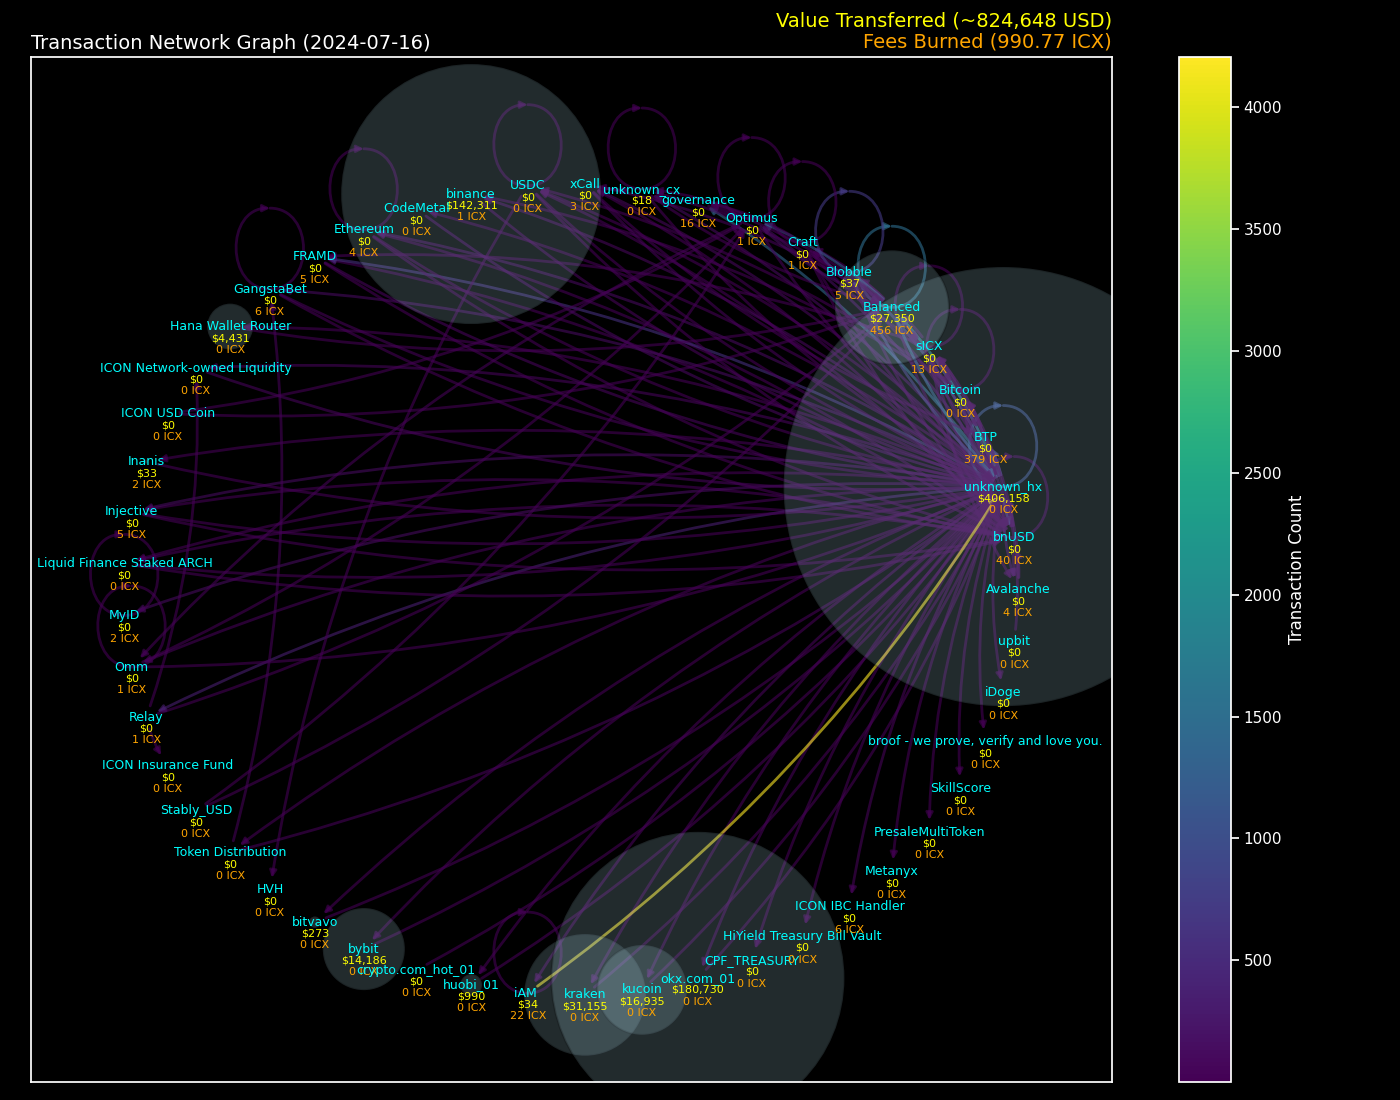 Value Transferred (~824,648 USD)
Transaction Network Graph (2024-07-16)
Fees Burned (990.77 ICX)
binance
$142,311
1 ICX
USDC
$0
0 ICX
xCall
$0
3 ICX
unknown_cx
$18
0 ICX
governance
$0
16 ICX
Optimus
$0
1 ICX
Craft
$0
1 ICX
Blobble
$37
5 ICX
Balanced
$27,350
456 ICX
sICX
$0
13 ICX
Bitcoin
$0
0 ICX
BTP
$0
379 ICX
unknown_hx
$406,158
0 ICX
bnUSD
$0
40 ICX
Avalanche
$0
4 ICX
upbit
$0
0 ICX
iDoge
$0
0 ICX
broof - we prove, verify and love you.
$0
0 ICX
SkillScore
$0
0 ICX
PresaleMultiToken
$0
0 ICX
Metanyx
$0
0 ICX
ICON IBC Handler
$0
6 ICX
HiYield Treasury Bill Vault
$0
0 ICX
CPF_TREASURY
$0
0 ICX
okx.com_01
$180,730
0 ICX
kucoin
$16,935
0 ICX
kraken
$31,155
0 ICX
iAM
$34
22 ICX
huobi_01
$990
0 ICX
crypto.com_hot_01
$0
0 ICX
bybit
$14,186
0 ICX
bitvavo
$273
0 ICX
HVH
$0
0 ICX
Token Distribution
$0
0 ICX
Stably_USD
$0
0 ICX
ICON Insurance Fund
$0
0 ICX
Relay
$0
1 ICX
Omm
$0
1 ICX
MyID
$0
2 ICX
Liquid Finance Staked ARCH
$0
0 ICX
Injective
$0
5 ICX
Inanis
$33
2 ICX
ICON USD Coin
$0
0 ICX
ICON Network-owned Liquidity
$0
0 ICX
Hana Wallet Router
$4,431
0 ICX
GangstaBet
$0
6 ICX
FRAMD
$0
5 ICX
Ethereum
$0
4 ICX
CodeMetal
$0
0 ICX
4000
3500
3000
2500
2000
1500
1000
500
Transaction Count